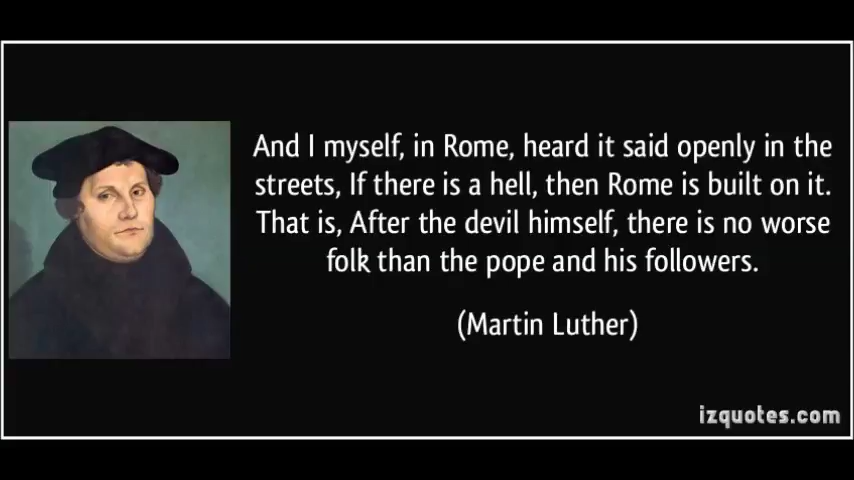 And I myself, in Rome, heard it said openly in the
streets, If there is a hell, then Rome is built on it.
That is, After the devil himself, there is no worse
folk than the pope and his followers.
(Martin Luther)
izquotes.com